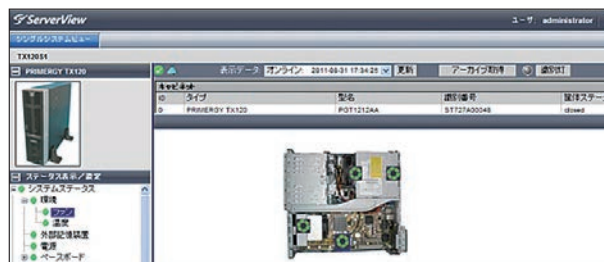 ServerView
ユーザ: administrator
シングルシステムビュー
TX120S1
PRIMERGY TX120
表示データ: オンライン: 2011-08-31 17:34:25 更新 アーカイブ取得 識別灯
キャビネット
ID タイプ 型名 識別番号 筐体ステー
0 PRIMERGY TX120 PGT1212AA ST727A00048 closed
ステータス表示/設定
システムステータス
環境
ファン
温度
外部記憶装置
電源
ベースボード